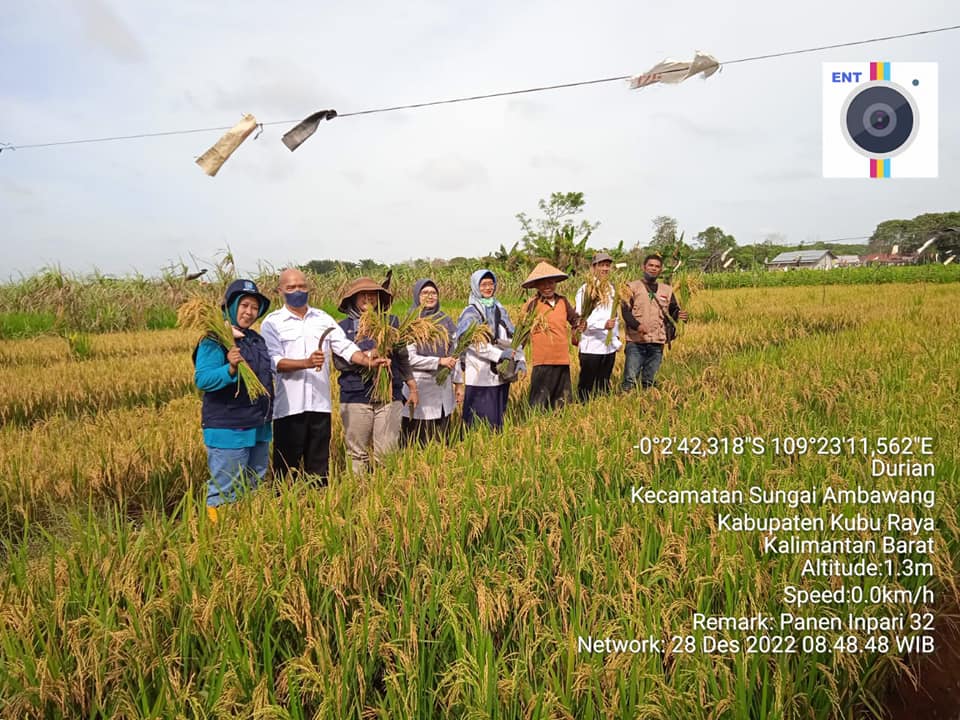 ENT
-0°2'42,318"S 109°23'11,562"E
Durian
Kecamatan Sungai Ambawang
Kabupaten Kubu Raya
Kalimantan Barat
Altitude:1.3m
Speed:0.0km/h
Remark: Panen Inpari 32
Network: 28 Des 2022 08.48.48 WIB